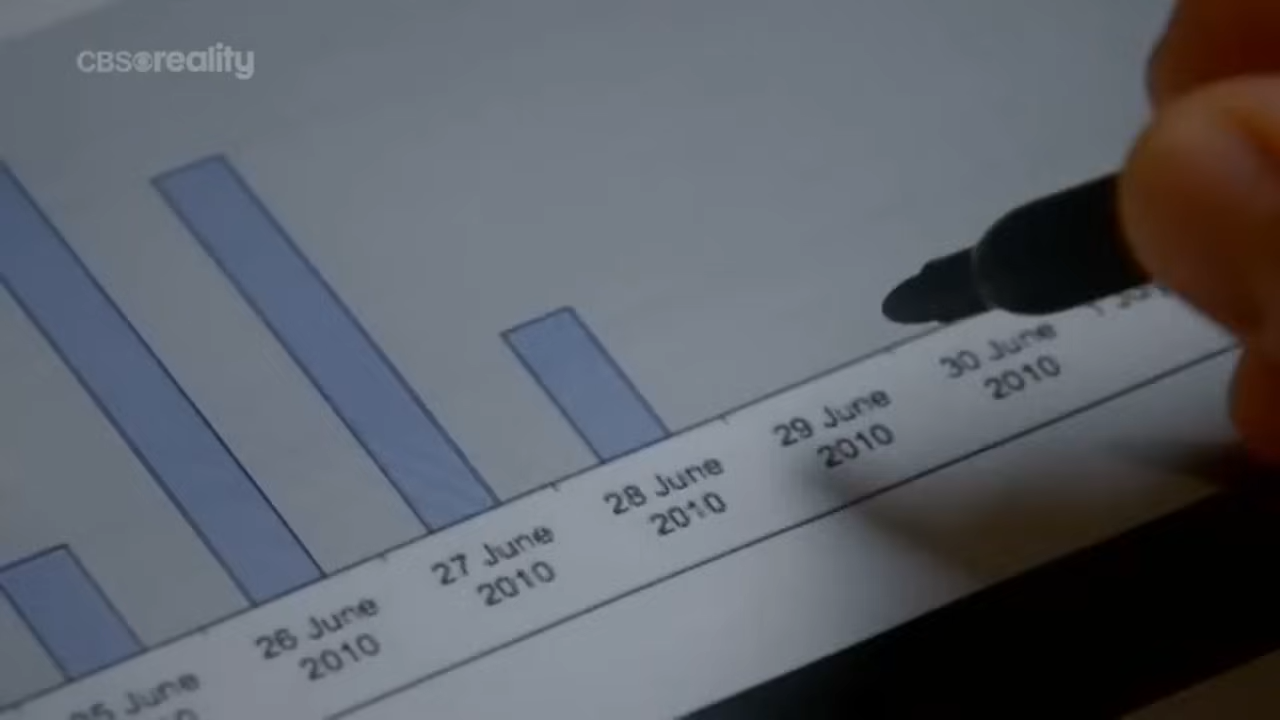 CBS reality
25 June
26 June
2010
27 June
2010
28 June
2010
29 June
2010
30 June
2010